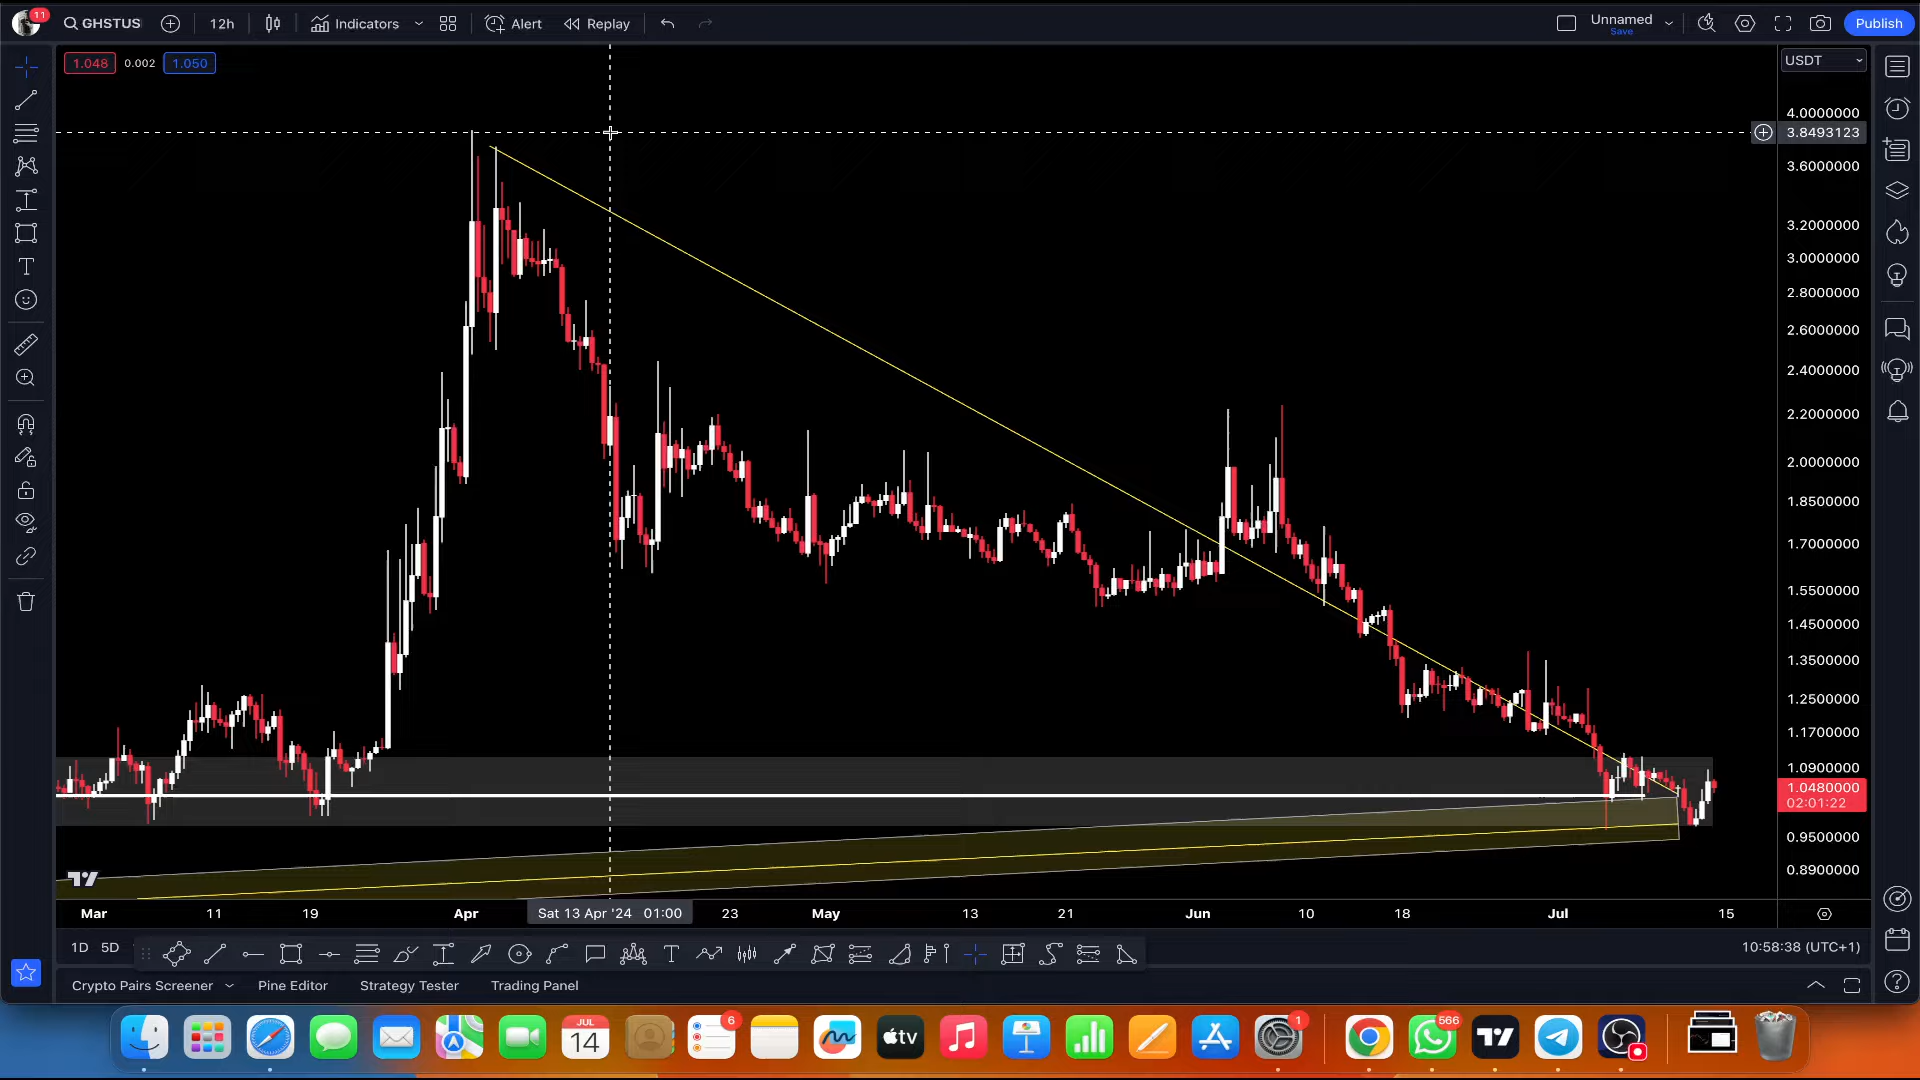 11
GHSTUS
12h
Indicators
Alert
Replay
Unnamed
Save
Publish
1.048
0.002
1.050
USDT
4.0000000
3.8493123
3.6000000
3.2000000
3.0000000
2.8000000
2.6000000
2.4000000
2.2000000
2.0000000
1.8500000
1.7000000
1.5500000
1.4500000
1.3500000
1.2500000
1.1700000
1.0900000
1.0480000
02:01:22
0.9500000
0.8900000
Mar
11
19
Apr
Sat 13 Apr '24 01:00
23
May
13
21
Jun
10
18
Jul
15
1D 5D
10:58:38 (UTC+1)
Crypto Pairs Screener
Pine Editor
Strategy Tester
Trading Panel
JUL
14
6
tv
1
566